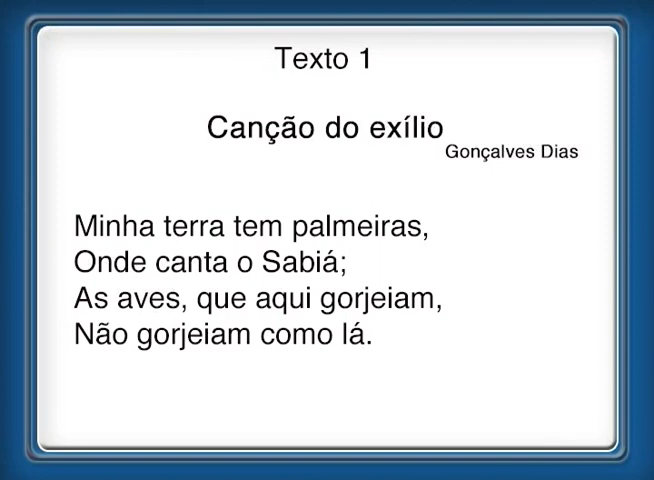 Texto 1
Canção do exílio
Gonçalves Dias
Minha terra tem palmeiras,
Onde canta o Sabiá;
As aves, que aqui gorjeiam,
Não gorjeiam como lá.